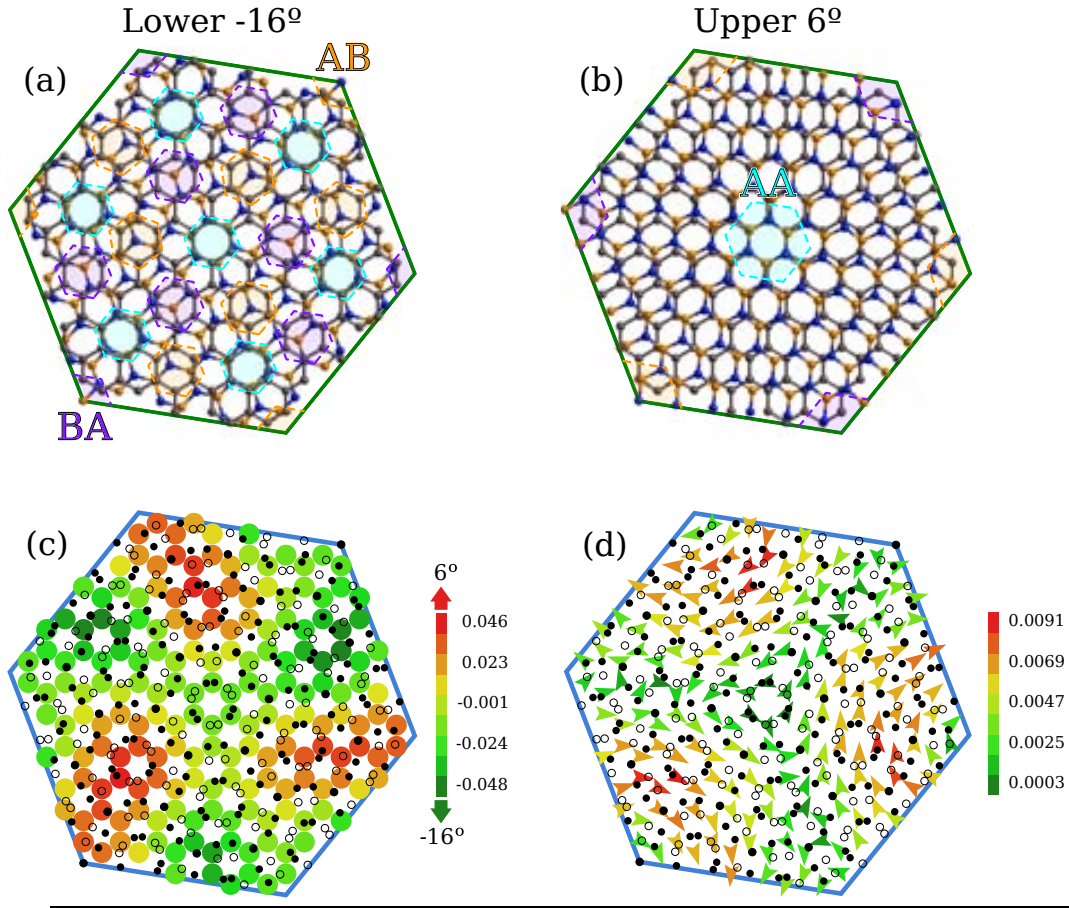 Lower -16º
Upper 6º
(a)
AB
(b)
AA
BA
(c)
(d)
6º
0.046
0.023
-0.001
-0.024
-0.048
-16º
0.0091
0.0069
0.0047
0.0025
0.0003